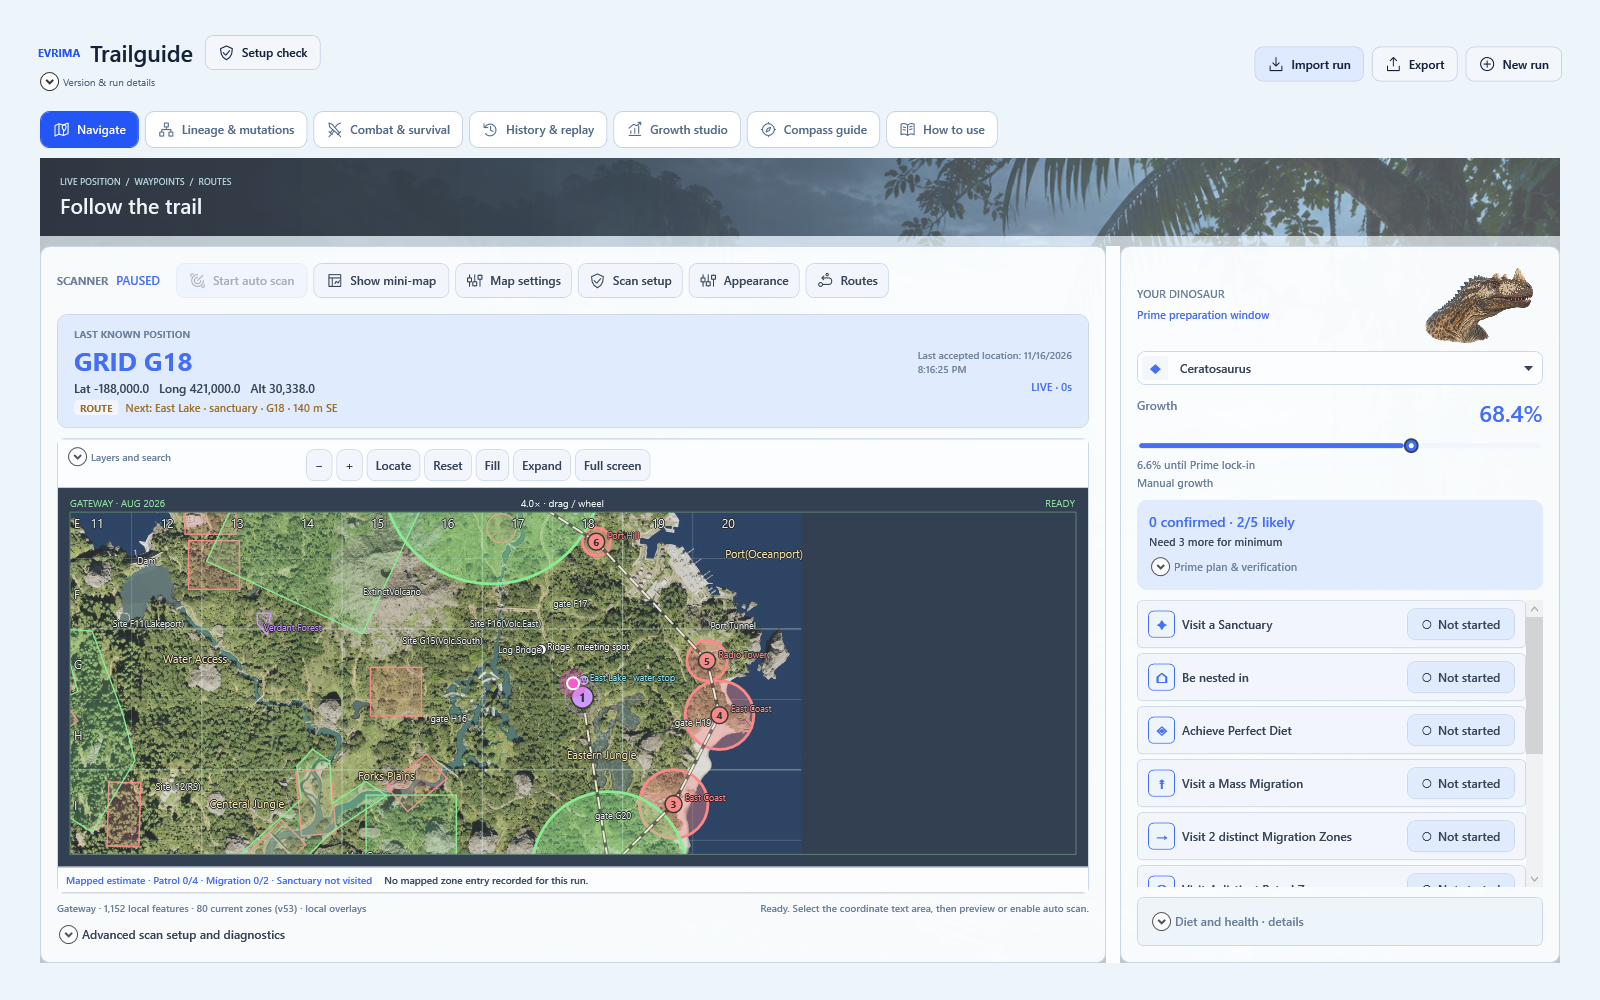 EVRIMA Trailguide
Setup check
Version & run details
Import run
Export
New run
Navigate
Lineage & mutations
Combat & survival
History & replay
Growth studio
Compass guide
How to use
LIVE POSITION / WAYPOINTS / ROUTES
Follow the trail
SCANNER PAUSED
Start auto scan
Show mini-map
Map settings
Scan setup
Appearance
Routes
LAST KNOWN POSITION
GRID G18
Lat -188,000.0 Long 421,000.0 Alt 30,338.0
ROUTE Next: East Lake · sanctuary · G18 · 140 m SE
Last accepted location: 11/16/2026
8:16:25 PM
LIVE · 0s
Layers and search
−
+
Locate
Reset
Fill
Expand
Full screen
GATEWAY · AUG 2026
4.0× · drag / wheel
READY
E 11 12 13 14 15 16 17 18 19 20
6 Port Hill
Port(Oceanport)
Dam
ExtinctVolcano
F
gate F17
Site F11(Lakeport)
Verdant Forest
Site F16(Volc.East)
Port Tunnel
Site G15(Volc.South)
Log Bridge
Ridge · meeting spot
Water Access
G
5 Radio Tower
East Lake · water stop
1
4 East Coast
gate H16
gate H19
H
Eastern Jungle
Forks Plains
Site I12(RS)
Centeral Jungle
I
3 East Coast
gate G20
Mapped estimate · Patrol 0/4 · Migration 0/2 · Sanctuary not visited No mapped zone entry recorded for this run.
Gateway · 1,152 local features · 80 current zones (v53) · local overlays
Ready. Select the coordinate text area, then preview or enable auto scan.
Advanced scan setup and diagnostics
YOUR DINOSAUR
Prime preparation window
Ceratosaurus
Growth
68.4%
6.6% until Prime lock-in
Manual growth
0 confirmed · 2/5 likely
Need 3 more for minimum
Prime plan & verification
Visit a Sanctuary Not started
Be nested in Not started
Achieve Perfect Diet Not started
Visit a Mass Migration Not started
Visit 2 distinct Migration Zones Not started
Diet and health · details